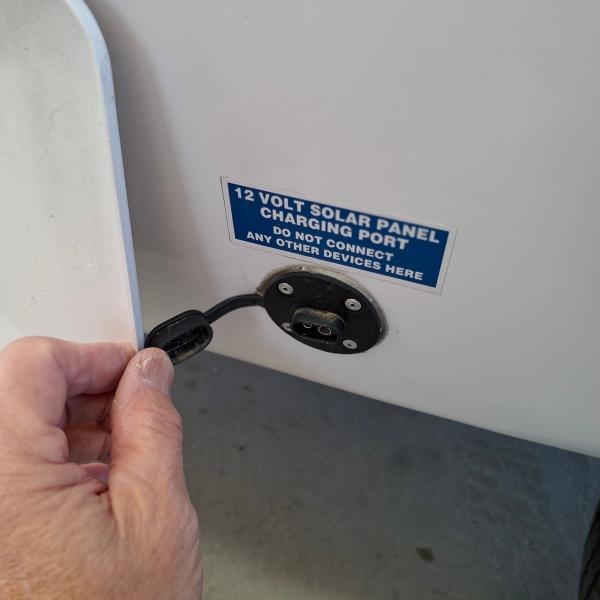 12 VOLT SOLAR PANEL
CHARGING PORT
DO NOT CONNECT
ANY OTHER DEVICES HERE